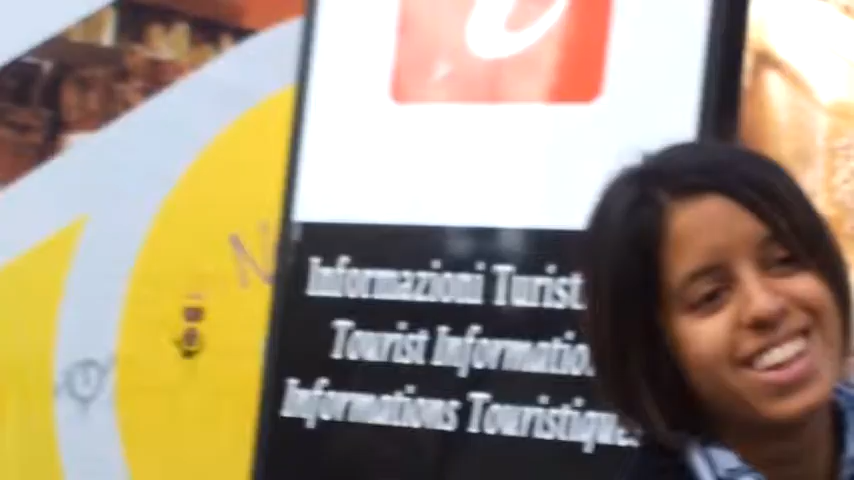 i
Informazioni Turist
Tourist Informatio
Informations Touristique